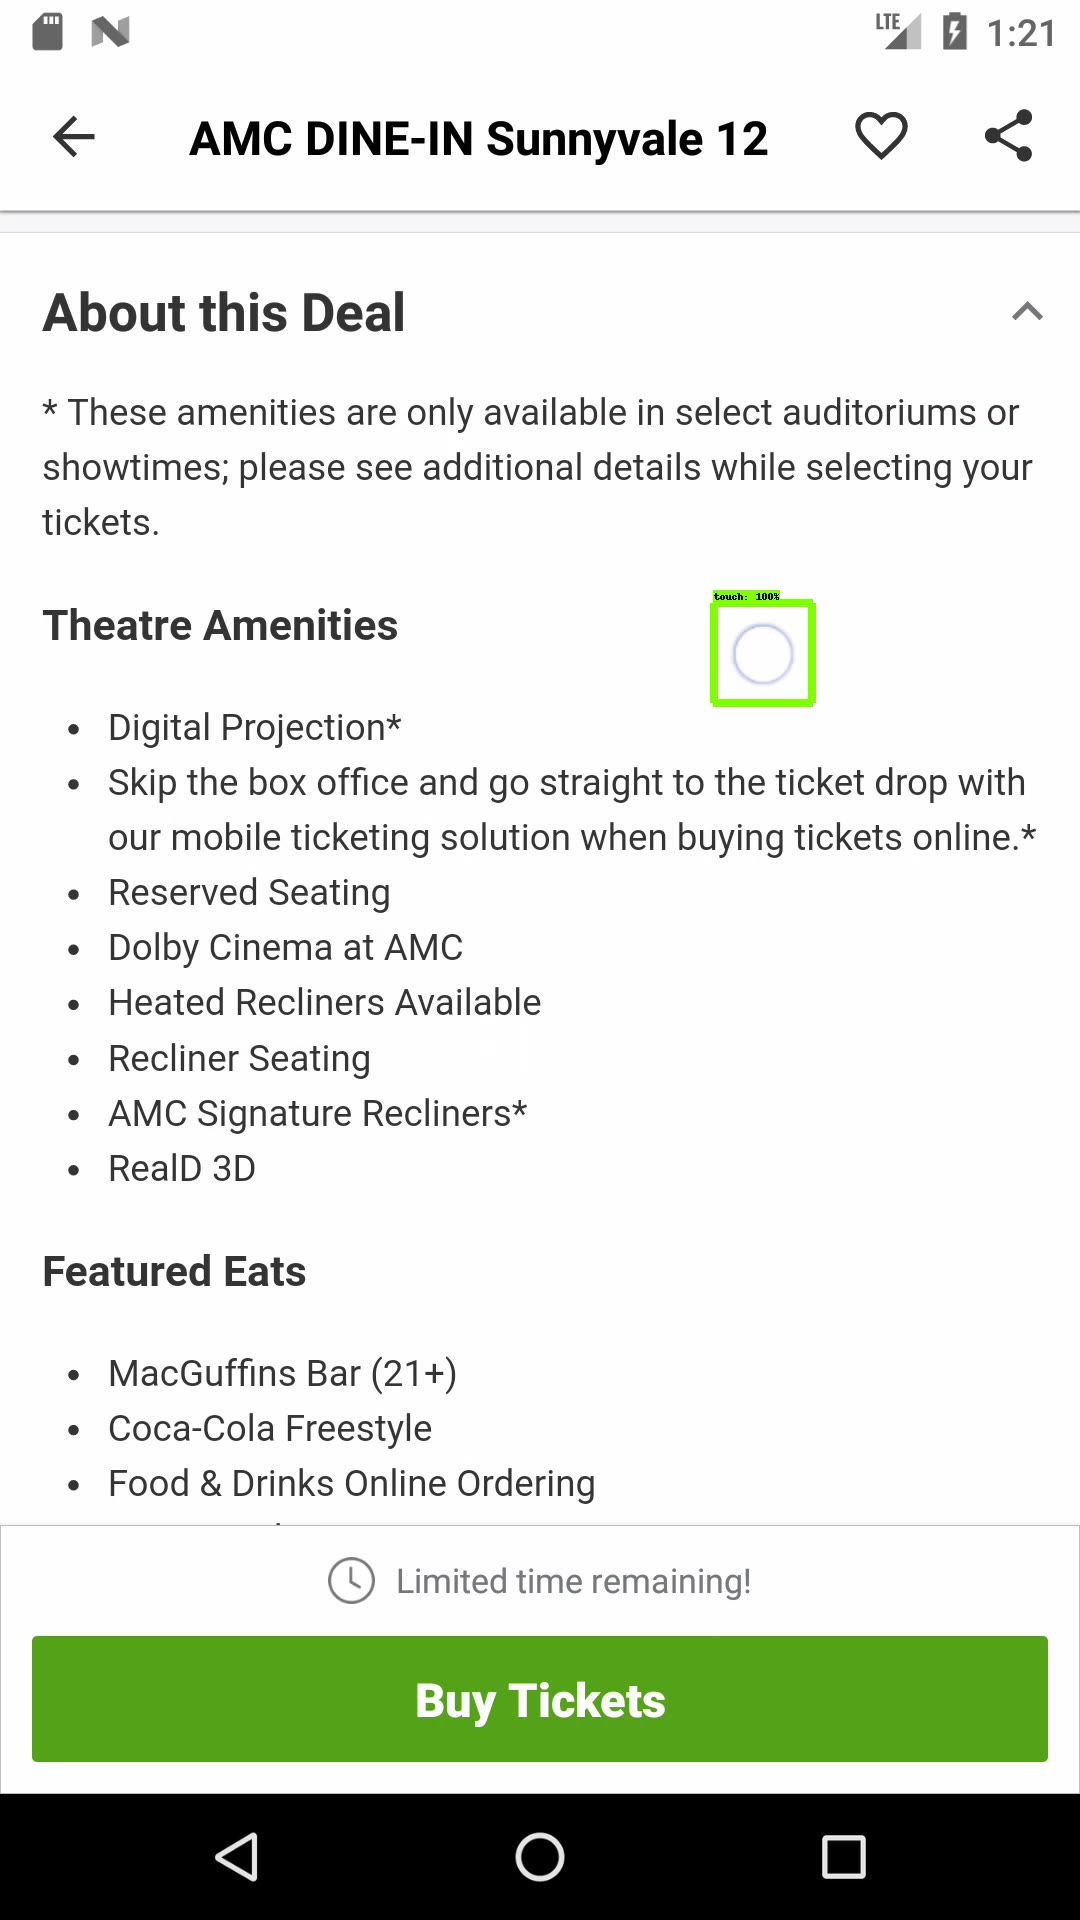 LTE 1:21
AMC DINE-IN Sunnyvale 12
About this Deal
* These amenities are only available in select auditoriums or
showtimes; please see additional details while selecting your
tickets.
touch: 100%
Theatre Amenities
• Digital Projection*
• Skip the box office and go straight to the ticket drop with
our mobile ticketing solution when buying tickets online.*
• Reserved Seating
• Dolby Cinema at AMC
• Heated Recliners Available
• Recliner Seating
• AMC Signature Recliners*
• RealD 3D
Featured Eats
• MacGuffins Bar (21+)
• Coca-Cola Freestyle
• Food & Drinks Online Ordering
Limited time remaining!
Buy Tickets